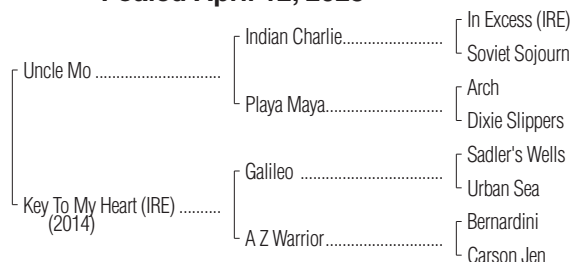 Foaled April 12,
In Excess (IRE)
Indian Charlie
Soviet Sojourn
Uncle Mo
Arch
Playa Maya
Dixie Slippers
Sadler's Wells
Galileo
Urban Sea
Key To My Heart (IRE)
(2014)
Bernardini
A Z Warrior
Carson Jen